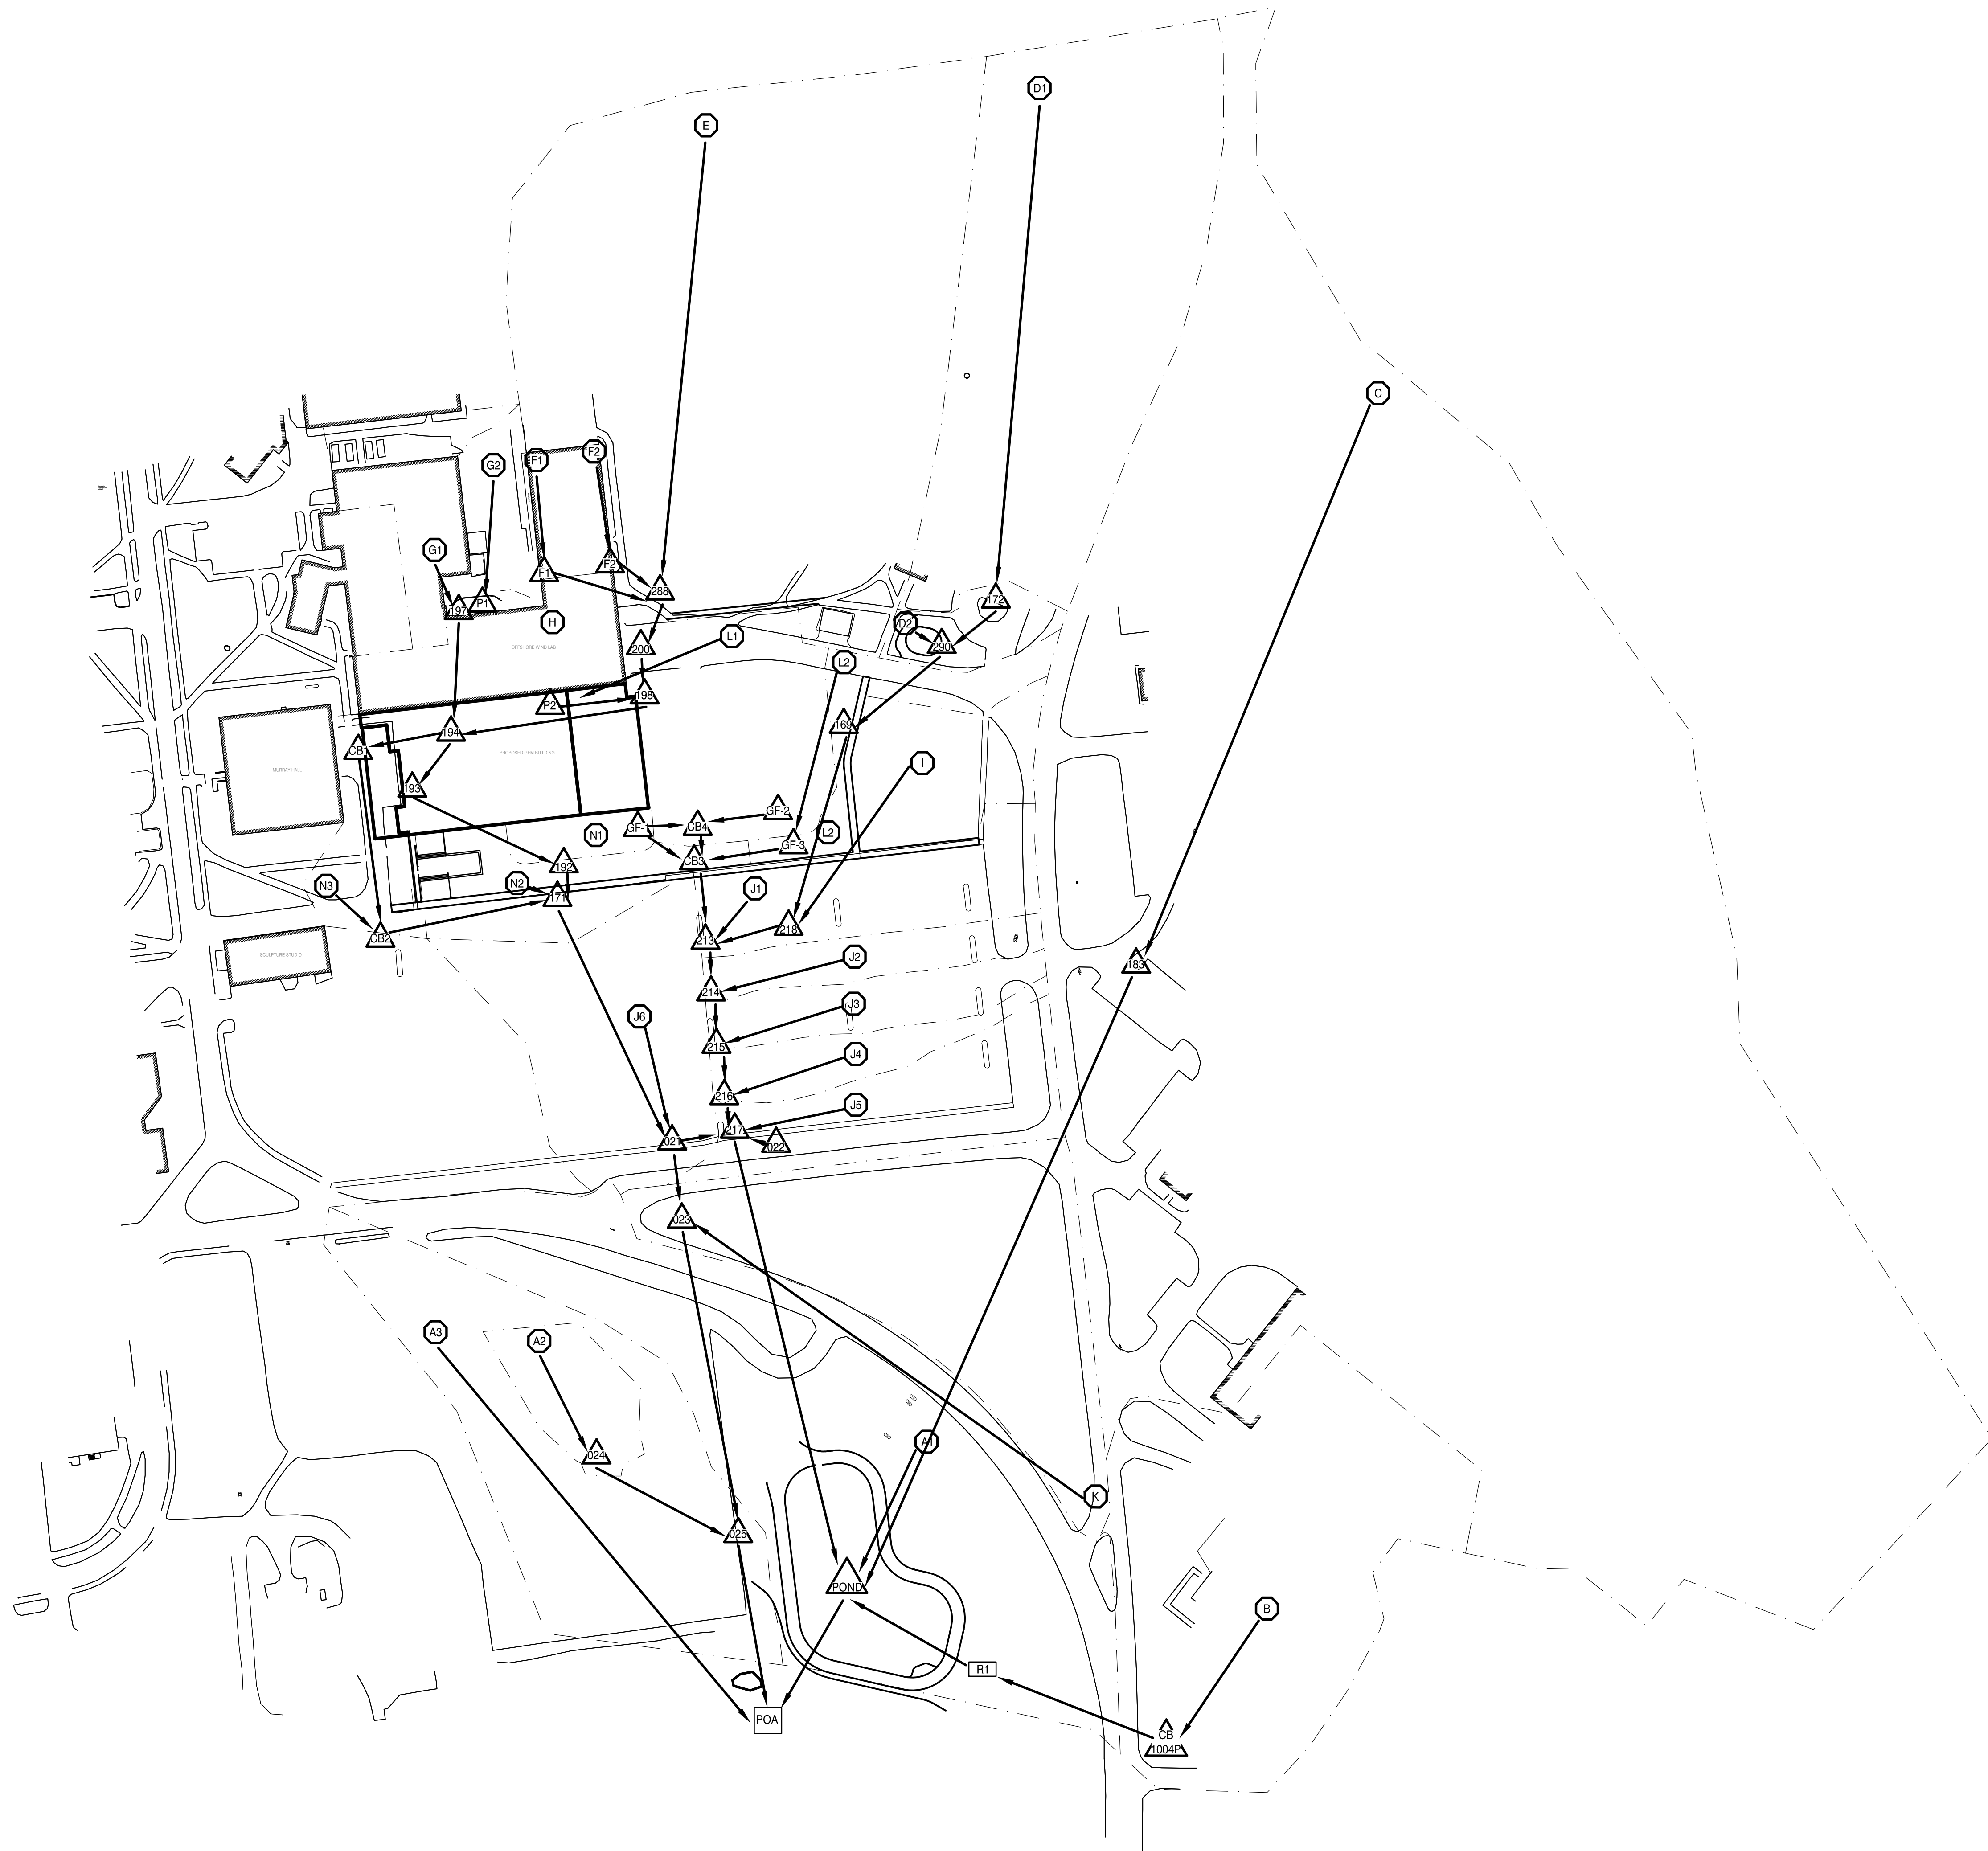 D1
E
C
F2
F1
G2
G1
F2
F1
288
172
P1
197
H
D2
L1
200
290
OFFSHORE WIND LAB
L2
198
P2
169
194
CB1
PROPOSED GEM BUILDING
I
MURRAY HALL
193
GF-2
GF-1
CB4
L2
N1
GF-3
CB3
192
N2
N3
J1
171
218
CB2
213
SCULPTURE STUDIO
J2
183
214
J3
J6
215
J4
216
J5
217
021
022
023
A3
A2
A1
024
K
025
POND
B
R1
POA
CB
1004P